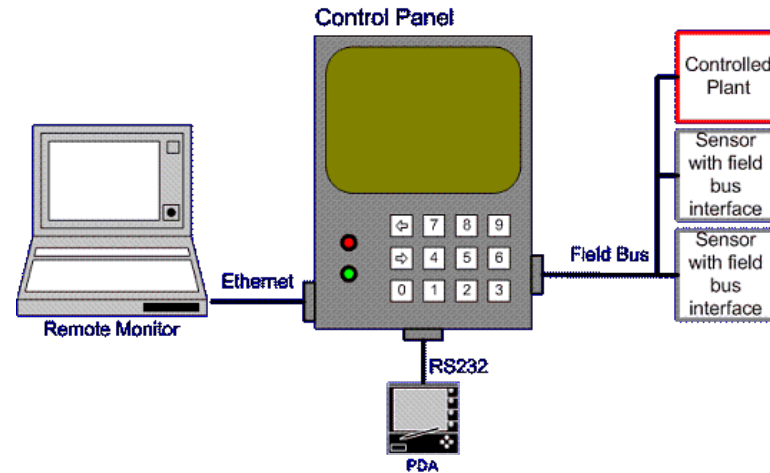 Control Panel
Controlled
Plant
Sensor
with field
bus
interface
Sensor
with field
bus
interface
Field Bus
⇦ 7 8 9
⇨ 4 5 6
0 1 2 3
Ethernet
Remote Monitor
RS232
PDA